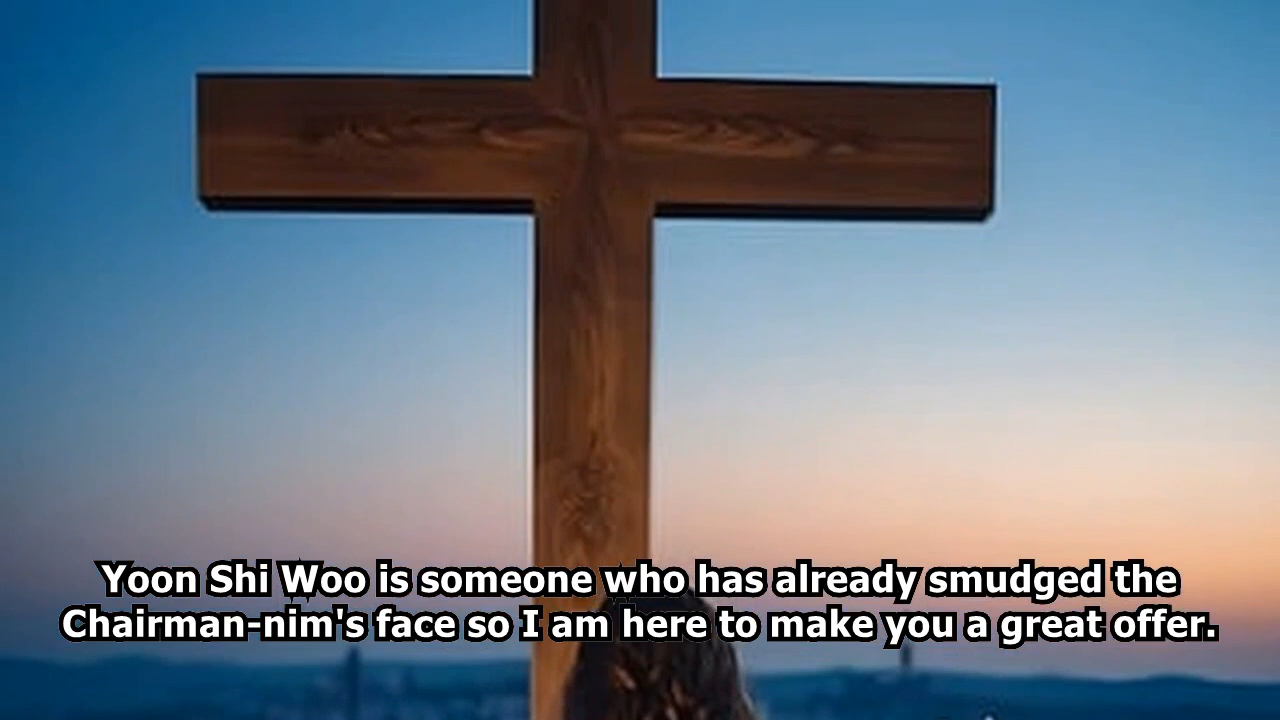 Yoon Shi Woo is someone who has already smudged the
Chairman-nim's face so I am here to make you a great offer.